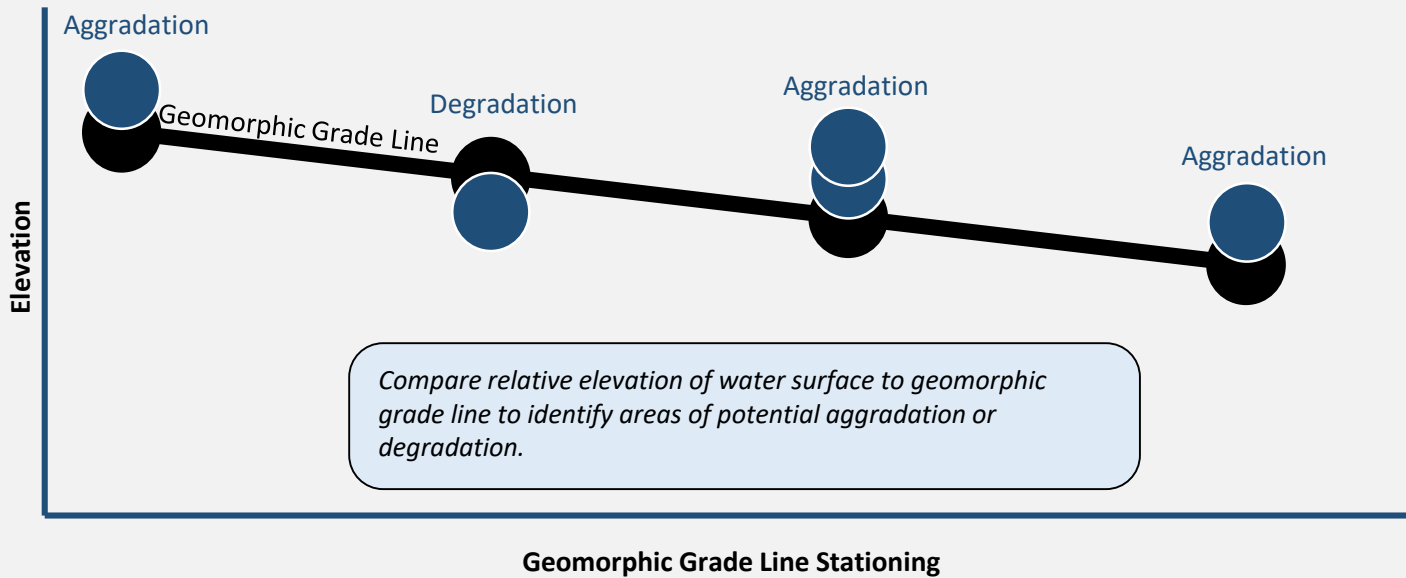 Aggradation
Geomorphic Grade Line
Degradation
Aggradation
Aggradation
Elevation
Compare relative elevation of water surface to geomorphic
grade line to identify areas of potential aggradation or
degradation.
Geomorphic Grade Line Stationing